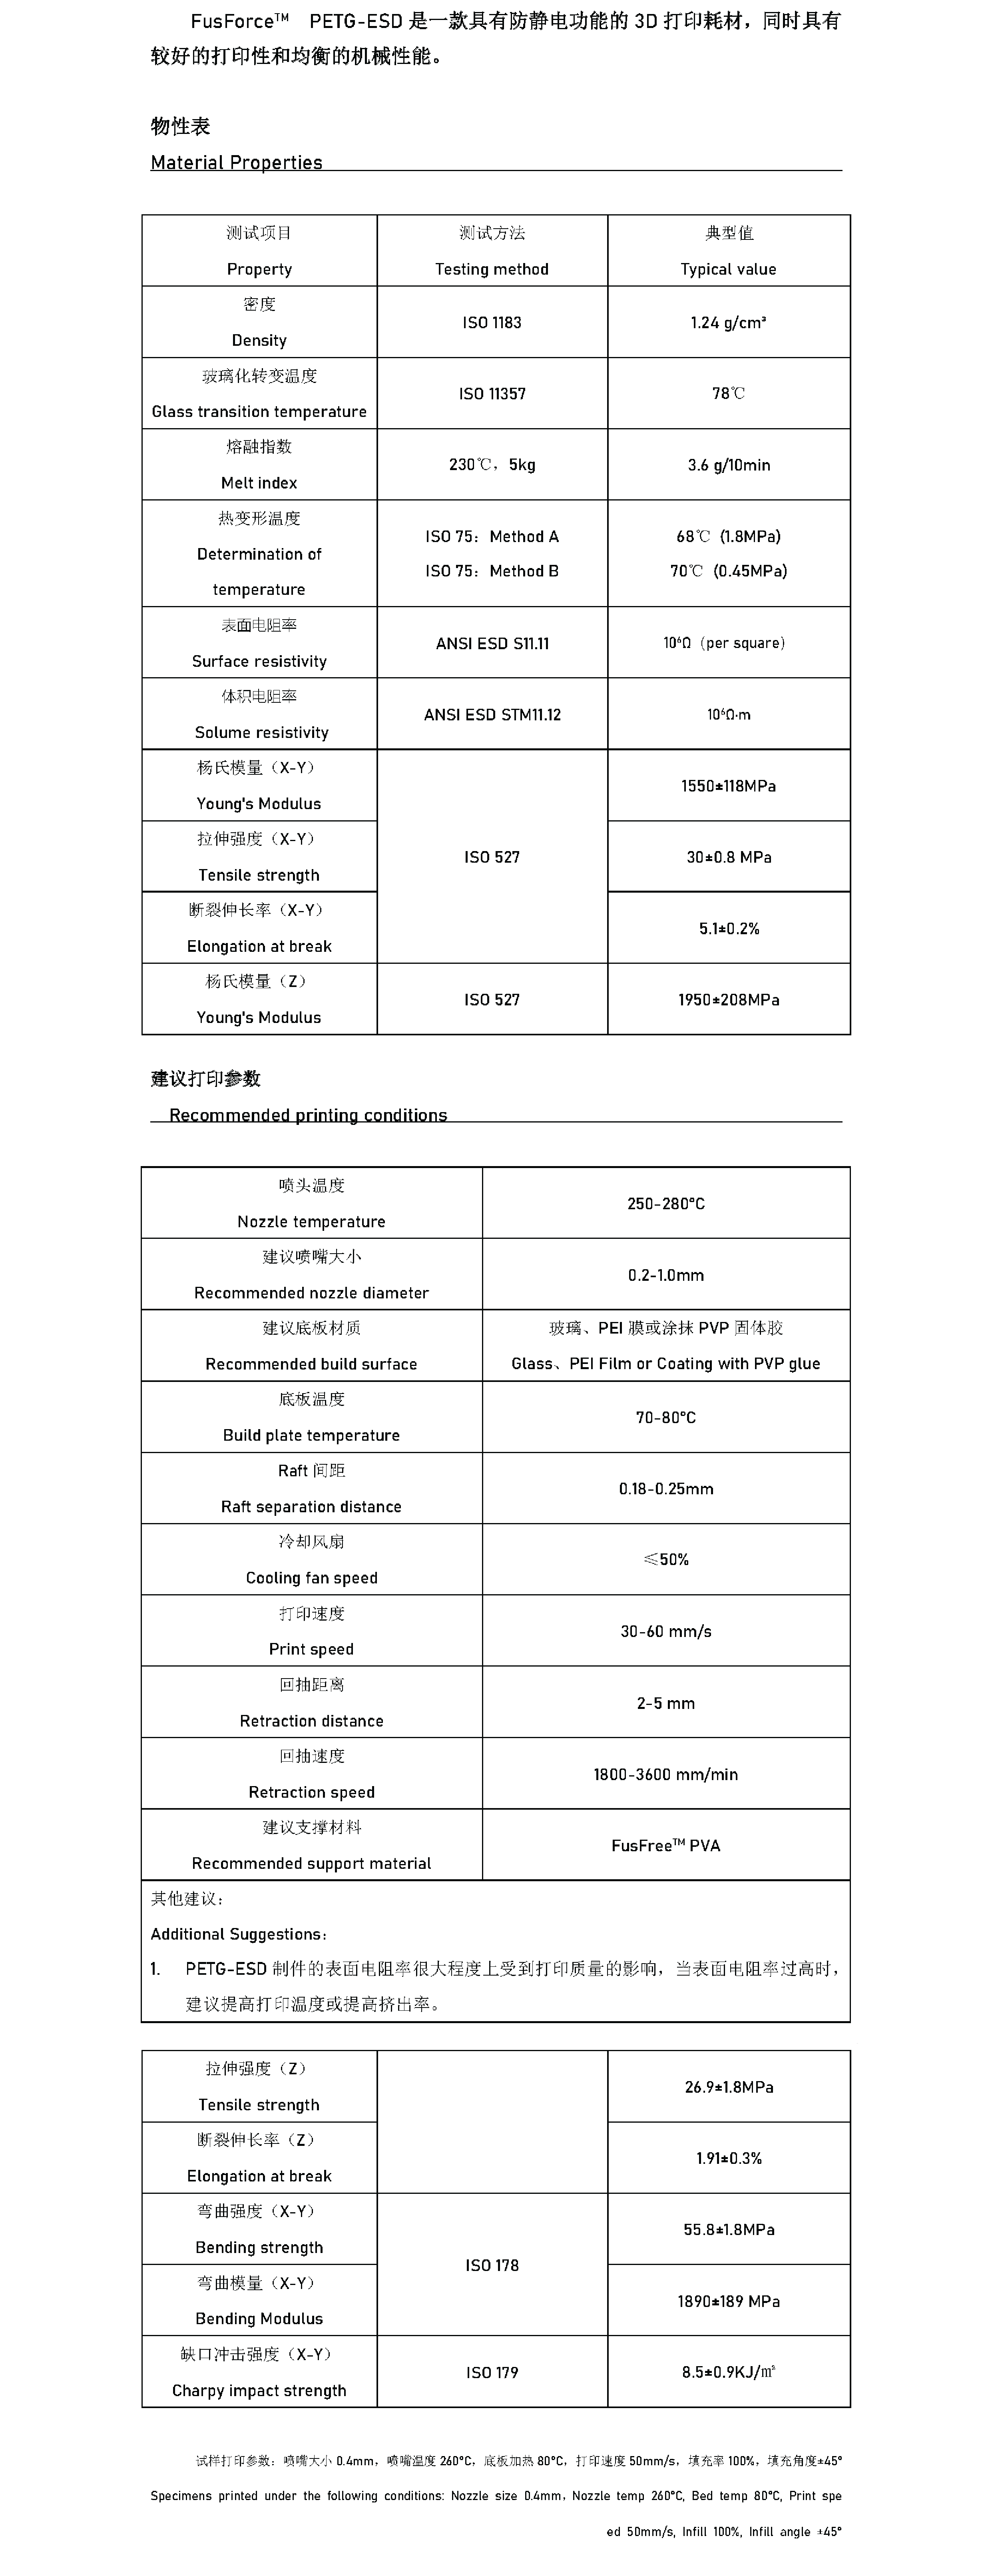 FusForce™ PETG-ESD 是一款具有防静电功能的 3D 打印耗材，同时具有
较好的打印性和均衡的机械性能。
物性表
Material Properties
测试项目
Property
测试方法
Testing method
典型值
Typical value
密度
Density
ISO 1183
1.24 g/cm³
玻璃化转变温度
Glass transition temperature
ISO 11357
78℃
熔融指数
Melt index
230℃，5kg
3.6 g/10min
热变形温度
Determination of
temperature
ISO 75：Method A
ISO 75：Method B
68℃ (1.8MPa)
70℃ (0.45MPa)
表面电阻率
Surface resistivity
ANSI ESD S11.11
10⁶Ω（per square）
体积电阻率
Solume resistivity
ANSI ESD STM11.12
10⁶Ω·m
杨氏模量（X-Y）
Young's Modulus
ISO 527
1550±118MPa
拉伸强度（X-Y）
Tensile strength
30±0.8 MPa
断裂伸长率（X-Y）
Elongation at break
5.1±0.2%
杨氏模量（Z）
Young's Modulus
ISO 527
1950±208MPa
建议打印参数
Recommended printing conditions
喷头温度
Nozzle temperature
250-280°C
建议喷嘴大小
Recommended nozzle diameter
0.2-1.0mm
建议底板材质
Recommended build surface
玻璃、PEI 膜或涂抹 PVP 固体胶
Glass、PEI Film or Coating with PVP glue
底板温度
Build plate temperature
70-80°C
Raft 间距
Raft separation distance
0.18-0.25mm
冷却风扇
Cooling fan speed
≤50%
打印速度
Print speed
30-60 mm/s
回抽距离
Retraction distance
2-5 mm
回抽速度
Retraction speed
1800-3600 mm/min
建议支撑材料
Recommended support material
FusFree™ PVA
其他建议：
Additional Suggestions：
1. PETG-ESD 制件的表面电阻率很大程度上受到打印质量的影响，当表面电阻率过高时，
建议提高打印温度或提高挤出率。
拉伸强度（Z）
Tensile strength
26.9±1.8MPa
断裂伸长率（Z）
Elongation at break
1.91±0.3%
弯曲强度（X-Y）
Bending strength
ISO 178
55.8±1.8MPa
弯曲模量（X-Y）
Bending Modulus
1890±189 MPa
缺口冲击强度（X-Y）
Charpy impact strength
ISO 179
8.5±0.9KJ/㎡
试样打印参数：喷嘴大小 0.4mm，喷嘴温度 260°C，底板加热 80°C，打印速度 50mm/s，填充率 100%，填充角度±45°
Specimens printed under the following conditions: Nozzle size 0.4mm，Nozzle temp 260°C, Bed temp 80°C, Print spe
ed 50mm/s, Infill 100%, Infill angle ±45°